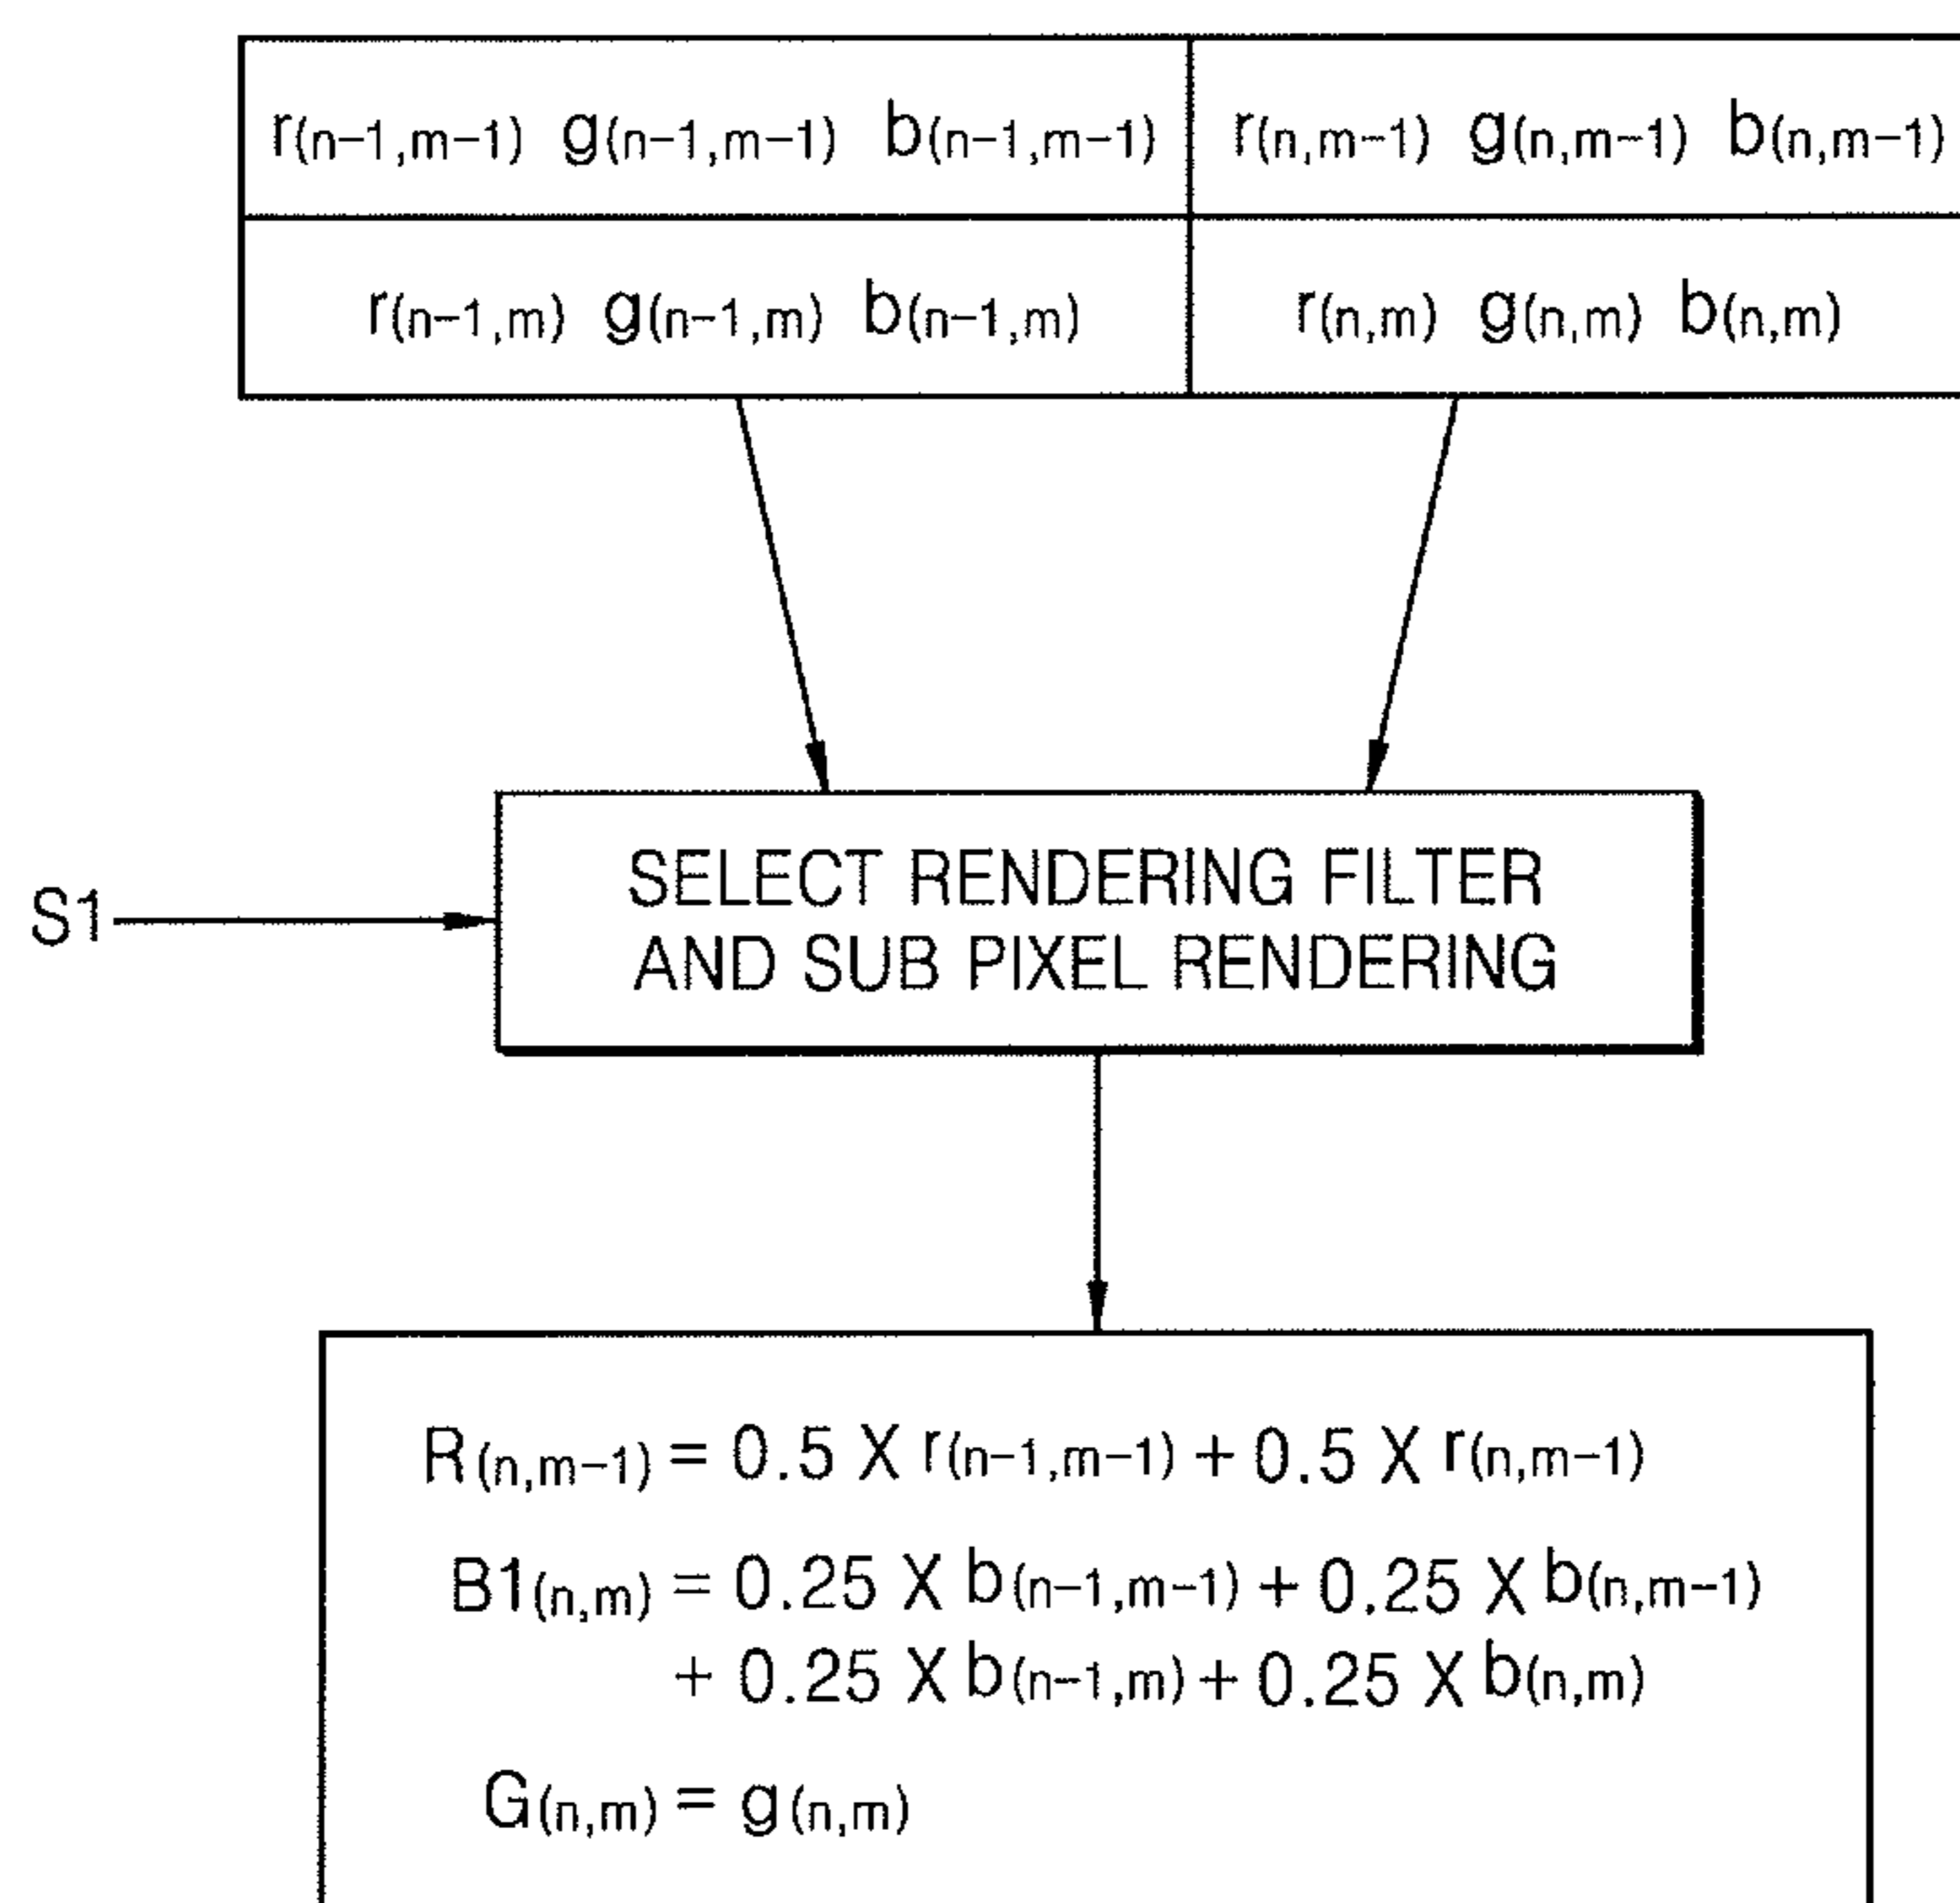 r(n-1,m-1) g(n-1,m-1) b(n-1,m-1) r(n,m-1) g(n,m-1) b(n,m-1)
r(n-1,m) g(n-1,m) b(n-1,m) r(n,m) g(n,m) b(n,m)
S1
SELECT RENDERING FILTER
AND SUB PIXEL RENDERING
R(n,m-1) = 0.5 X r(n-1,m-1) + 0.5 X r(n,m-1)
B1(n,m) = 0.25 X b(n-1,m-1) + 0.25 X b(n,m-1)
+ 0.25 X b(n-1,m) + 0.25 X b(n,m)
G(n,m) = g(n,m)